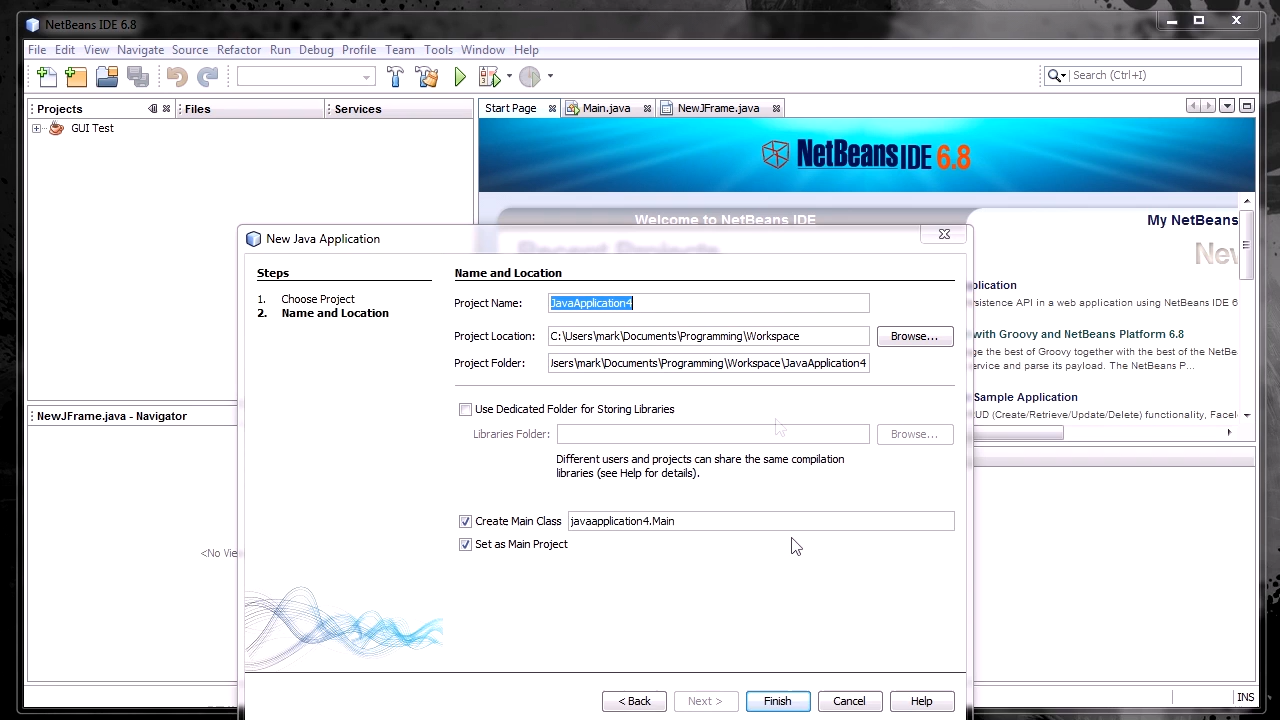 NetBeans IDE 6.8
File Edit View Navigate Source Refactor Run Debug Profile Team Tools Window Help
Search (Ctrl+I)
Projects Files Services
Start Page Main.java NewJFrame.java
GUI Test
NetBeans IDE 6.8
Welcome to NetBeans IDE
My NetBeans
New Java Application
Steps
1. Choose Project
2. Name and Location
Name and Location
Project Name: JavaApplication4
Project Location: C:\Users\mark\Documents\Programming\Workspace Browse...
Project Folder: Jsers\mark\Documents\Programming\Workspace\JavaApplication4
Use Dedicated Folder for Storing Libraries
Libraries Folder: Browse...
Different users and projects can share the same compilation
libraries (see Help for details).
Create Main Class javaapplication4.Main
Set as Main Project
< Back Next > Finish Cancel Help
plication
sistence API in a web application using NetBeans IDE 6
with Groovy and NetBeans Platform 6.8
ge the best of Groovy together with the best of the NetBe
ervice and parse its payload. The NetBeans P...
Sample Application
UD (Create/Retrieve/Update/Delete) functionality, Facel
NewJFrame.java - Navigator
<No Vie
INS